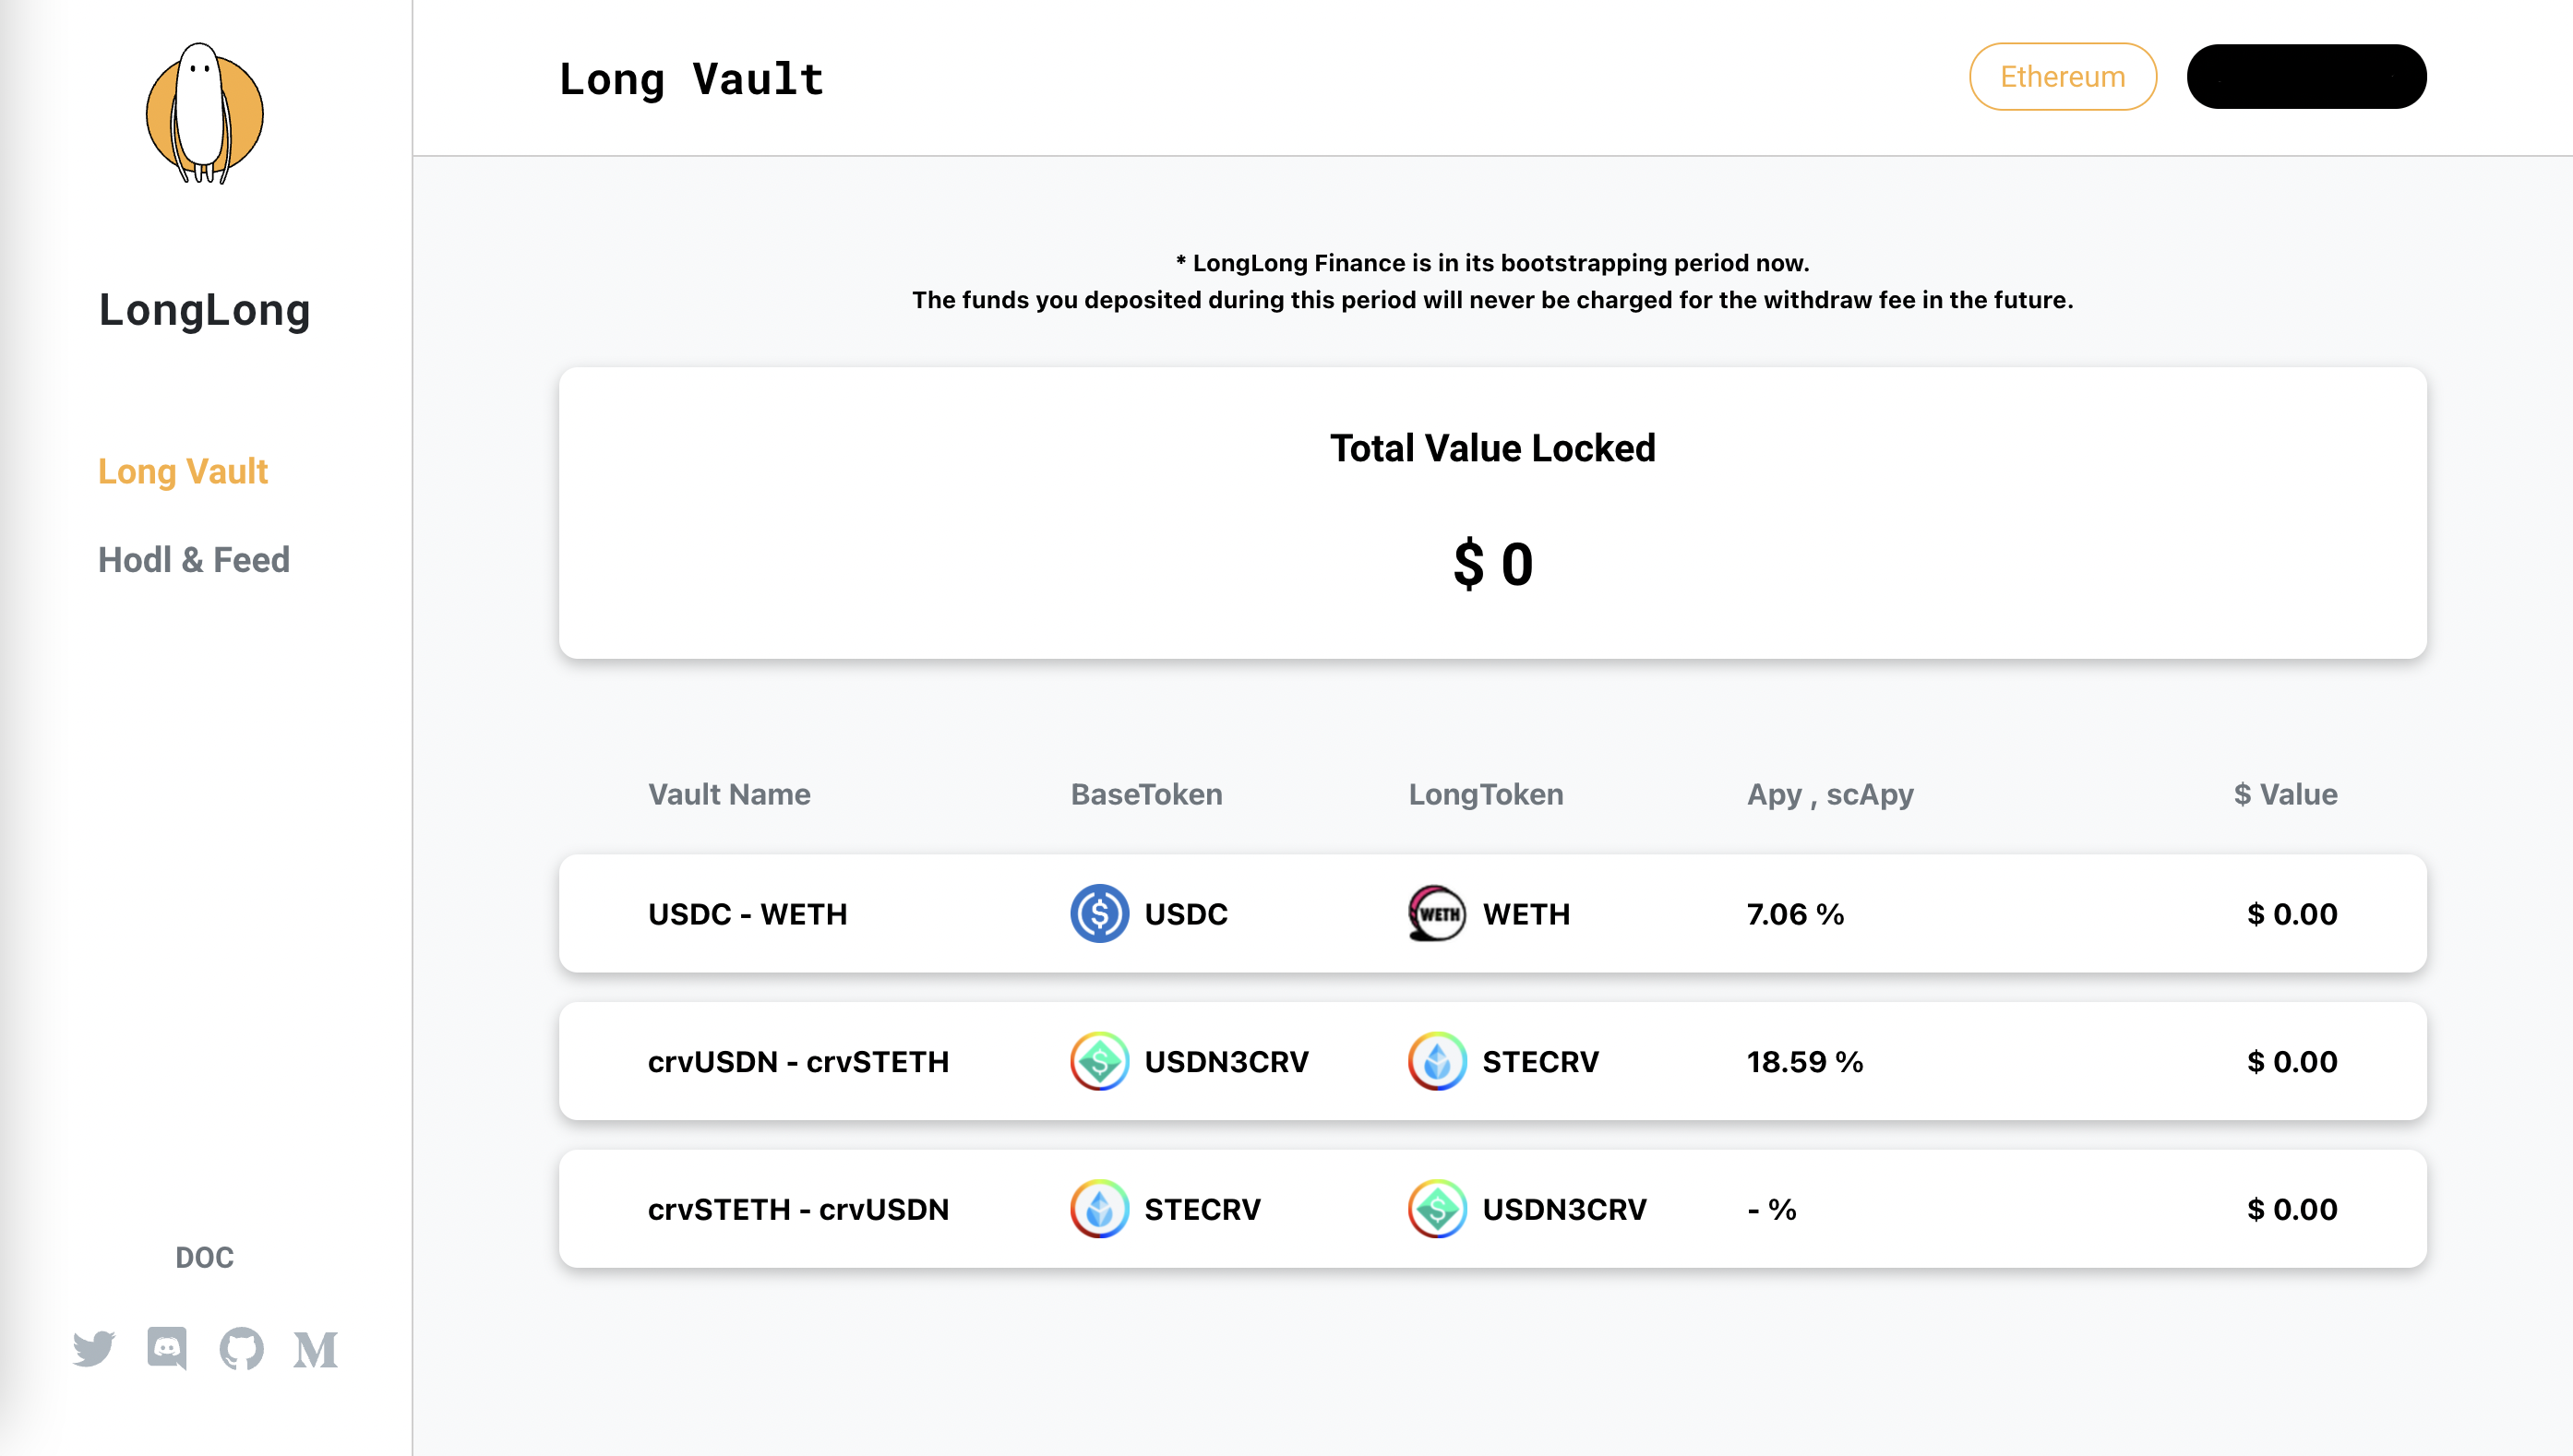 LongLong
Long Vault
Hodl & Feed
DOC
Long Vault
Ethereum
* LongLong Finance is in its bootstrapping period now.
The funds you deposited during this period will never be charged for the withdraw fee in the future.
Total Value Locked
$ 0
Vault Name BaseToken LongToken Apy , scApy $ Value
USDC - WETH USDC WETH WETH 7.06 % $ 0.00
crvUSDN - crvSTETH USDN3CRV STECRV 18.59 % $ 0.00
crvSTETH - crvUSDN STECRV USDN3CRV - % $ 0.00